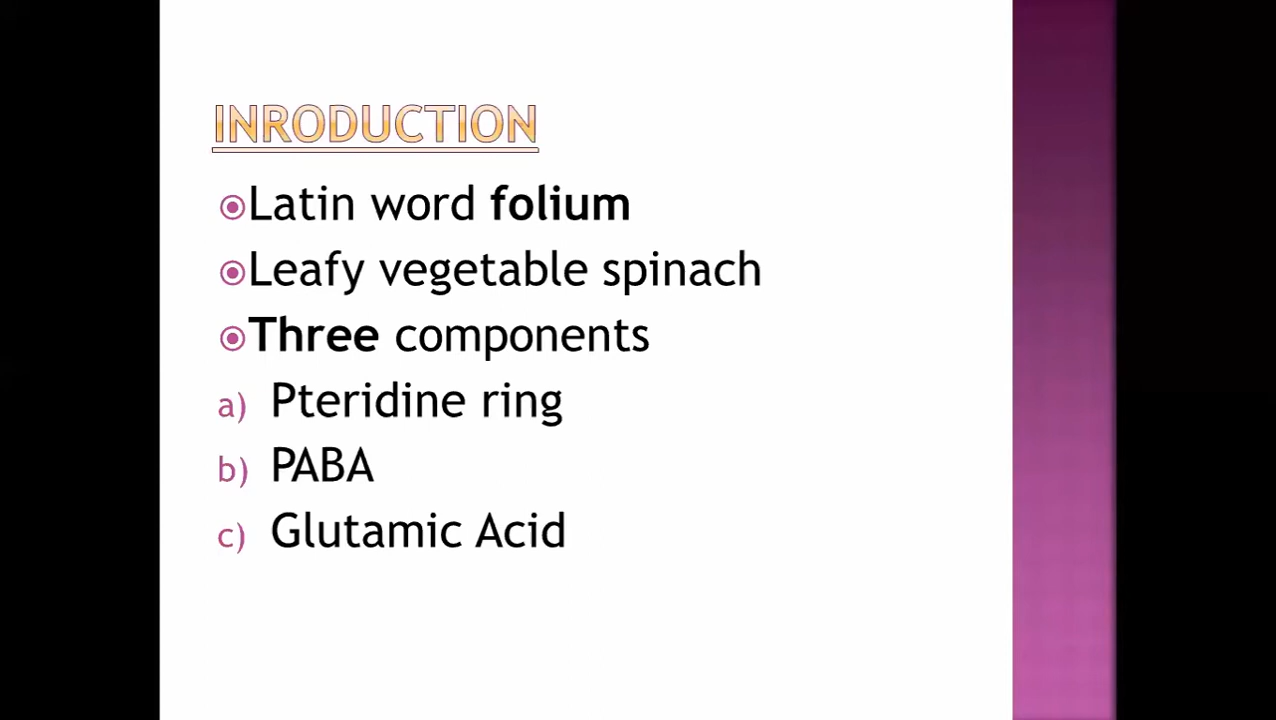 INRODUCTION
Latin word folium
Leafy vegetable spinach
Three components
a) Pteridine ring
b) PABA
c) Glutamic Acid